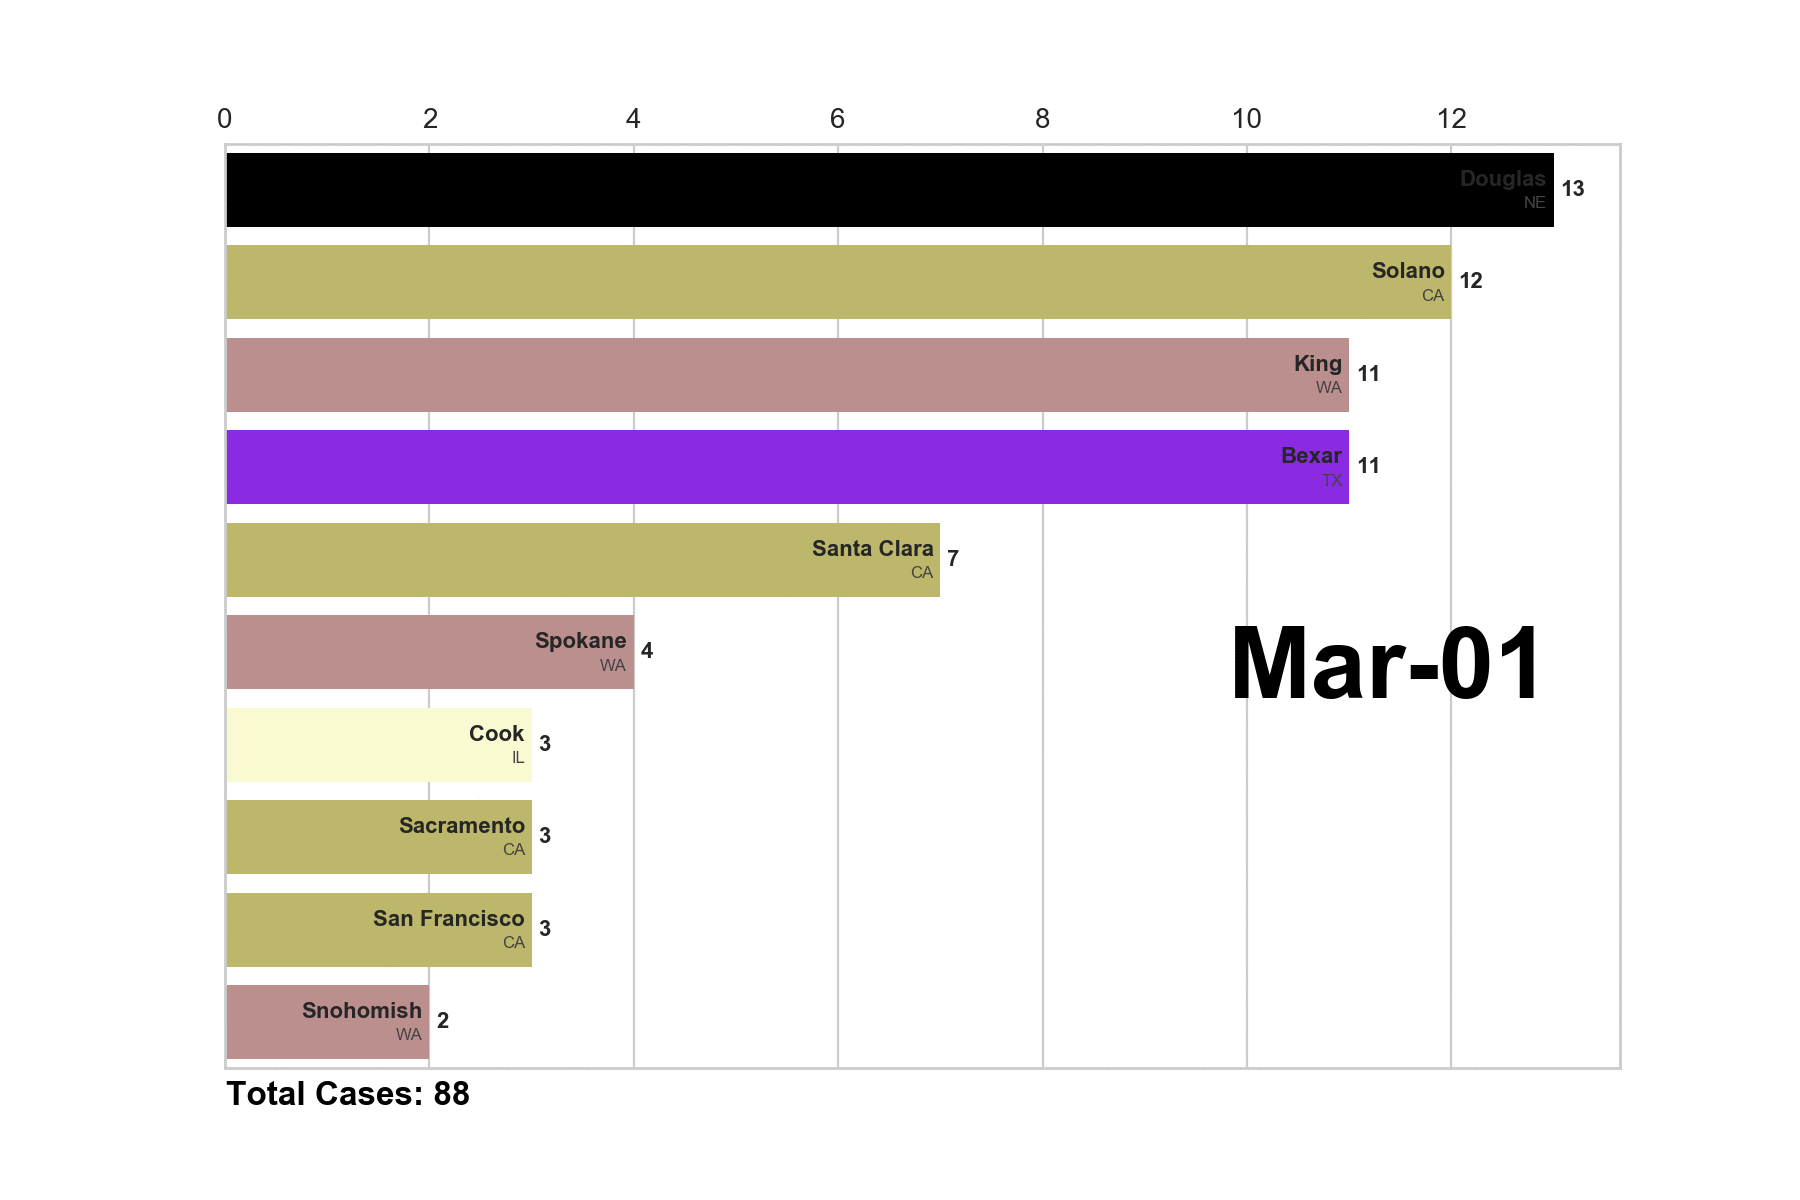 0 2 4 6 8 10 12
Douglas
NE
13
Solano
CA
12
King
WA
11
Bexar
TX
11
Santa Clara
CA
7
Spokane
WA
4
Mar-01
Cook
IL
3
Sacramento
CA
3
San Francisco
CA
3
Snohomish
WA
2
Total Cases: 88